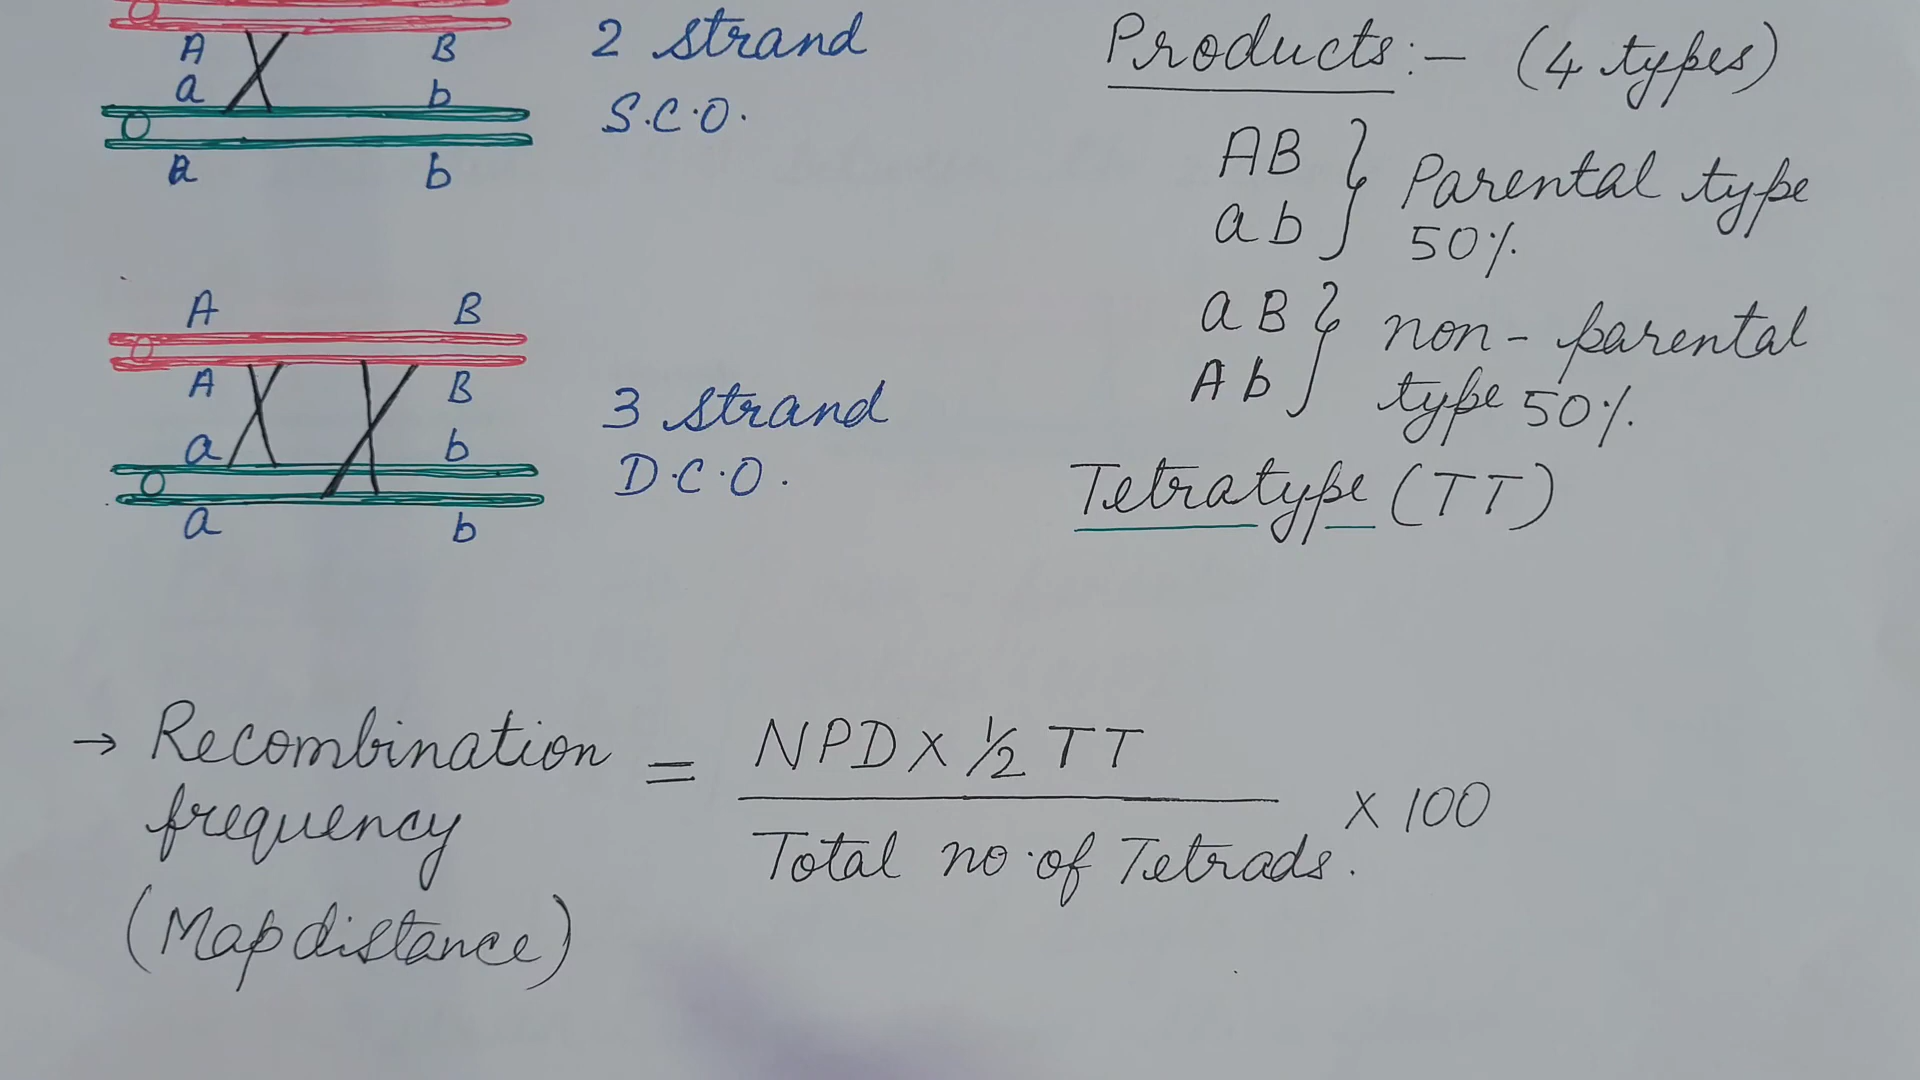 A B
a b
a b
2 strand
S.C.O.
A B
A B
a b
a b
3 strand
D.C.O.
Products:- (4 types)
AB
ab
Parental type
50%
aB
Ab
non-parental
type 50%.
Tetratype (TT)
→ Recombination
frequency
(Map distance)
=
NPD X 1/2 TT
Total no. of Tetrads.
X 100